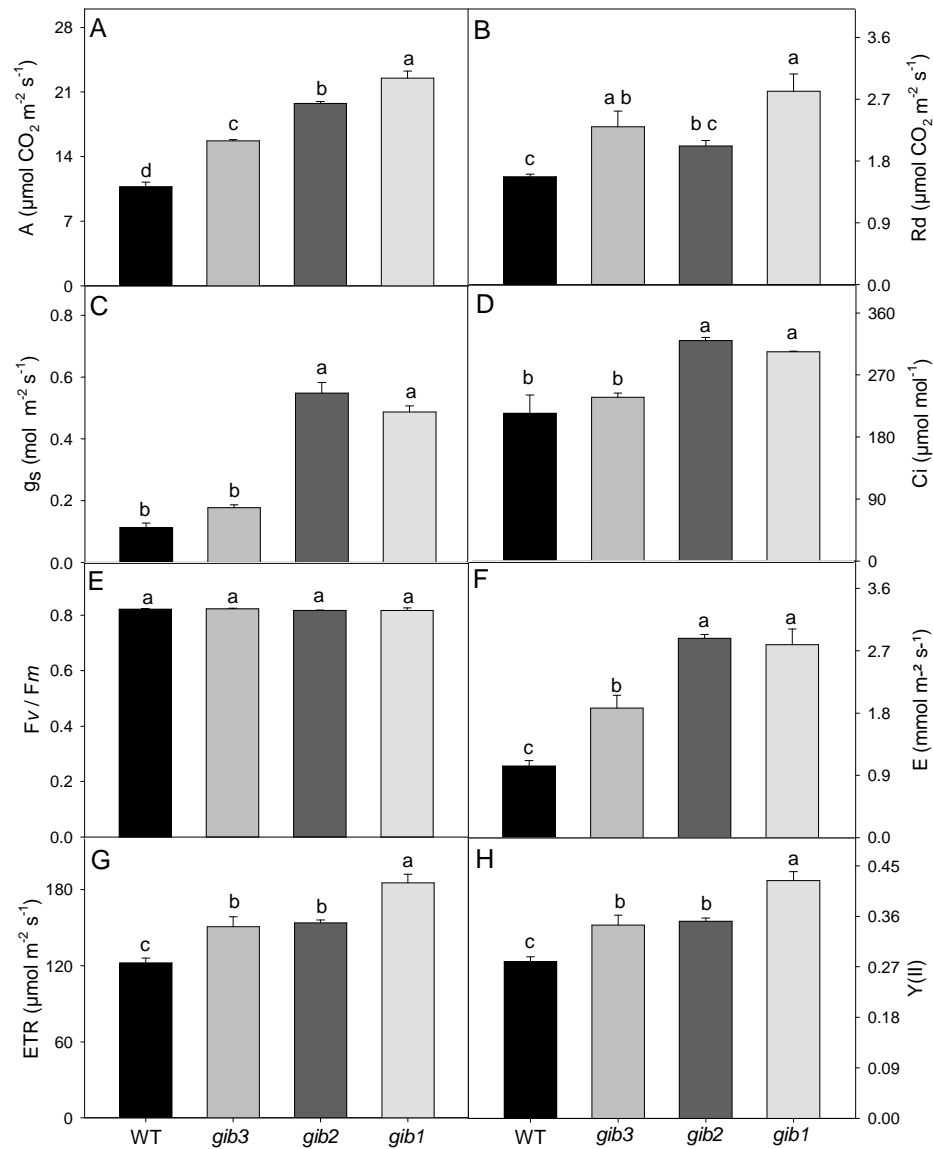 A
A (µmol CO₂ m⁻² s⁻¹)
28
21
14
7
0
d
c
b
a
B
Rd (µmol CO₂ m⁻² s⁻¹)
3.6
2.7
1.8
0.9
0.0
c
a b
b c
a
C
gS (mol m⁻² s⁻¹)
0.8
0.6
0.4
0.2
0.0
b
b
a
a
D
Ci (µmol mol⁻¹)
360
270
180
90
0
b
b
a
a
E
Fv / Fm
0.8
0.6
0.4
0.2
0.0
a
a
a
a
F
E (mmol m-² s-¹)
3.6
2.7
1.8
0.9
0.0
c
b
a
a
G
ETR (µmol m⁻² s⁻¹)
180
120
60
0
c
b
b
a
WT gib3 gib2 gib1
H
Y(II)
0.45
0.36
0.27
0.18
0.09
0.00
c
b
b
a
WT gib3 gib2 gib1